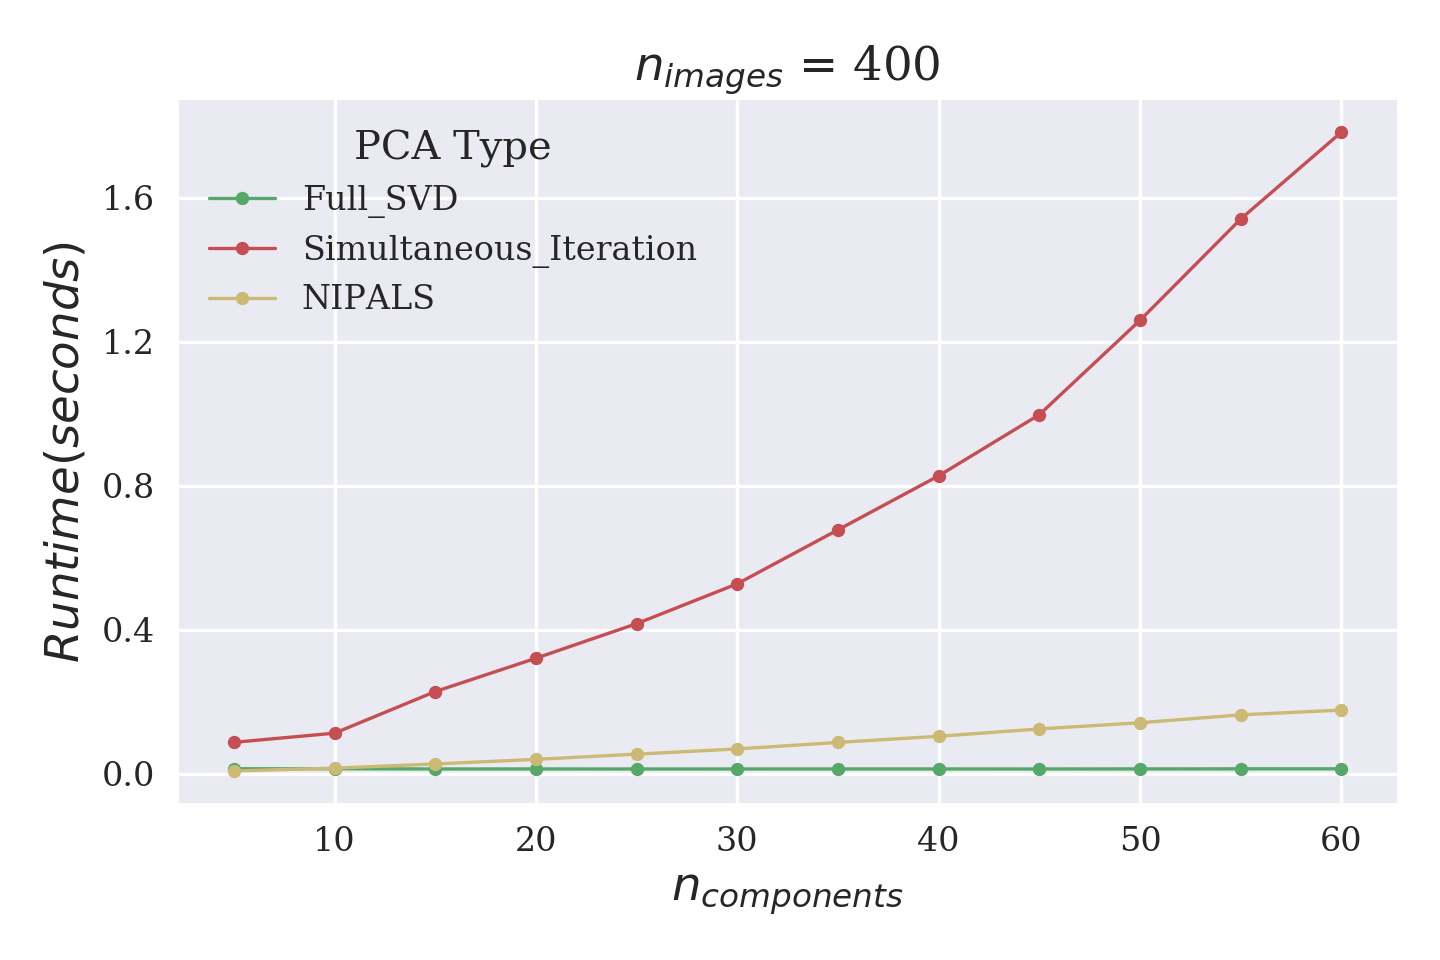 n_images = 400
PCA Type
Full_SVD
Simultaneous_Iteration
NIPALS
Runtime(seconds)
1.6
1.2
0.8
0.4
0.0
10 20 30 40 50 60
n_components